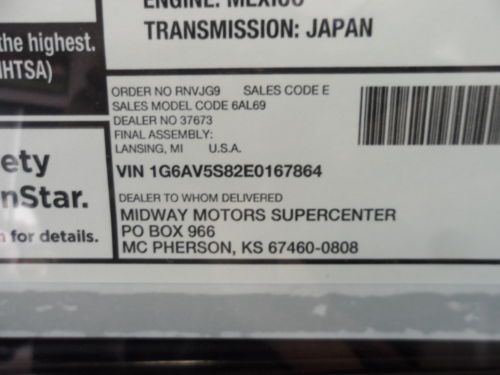 ENGINE: MEXICO
TRANSMISSION: JAPAN
the highest.
HTSA)
ORDER NO RNVJG9 SALES CODE E
SALES MODEL CODE 6AL69
DEALER NO 37673
FINAL ASSEMBLY:
LANSING, MI U.S.A.
VIN 1G6AV5S82E0167864
DEALER TO WHOM DELIVERED
MIDWAY MOTORS SUPERCENTER
PO BOX 966
MC PHERSON, KS 67460-0808
ety
nStar.
for details.